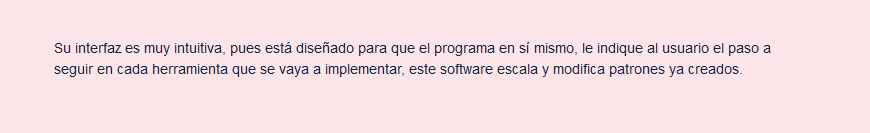 Su interfaz es muy intuitiva, pues está diseñado para que el programa en sí mismo, le indique al usuario el paso a
seguir en cada herramienta que se vaya a implementar, este software escala y modifica patrones ya creados.